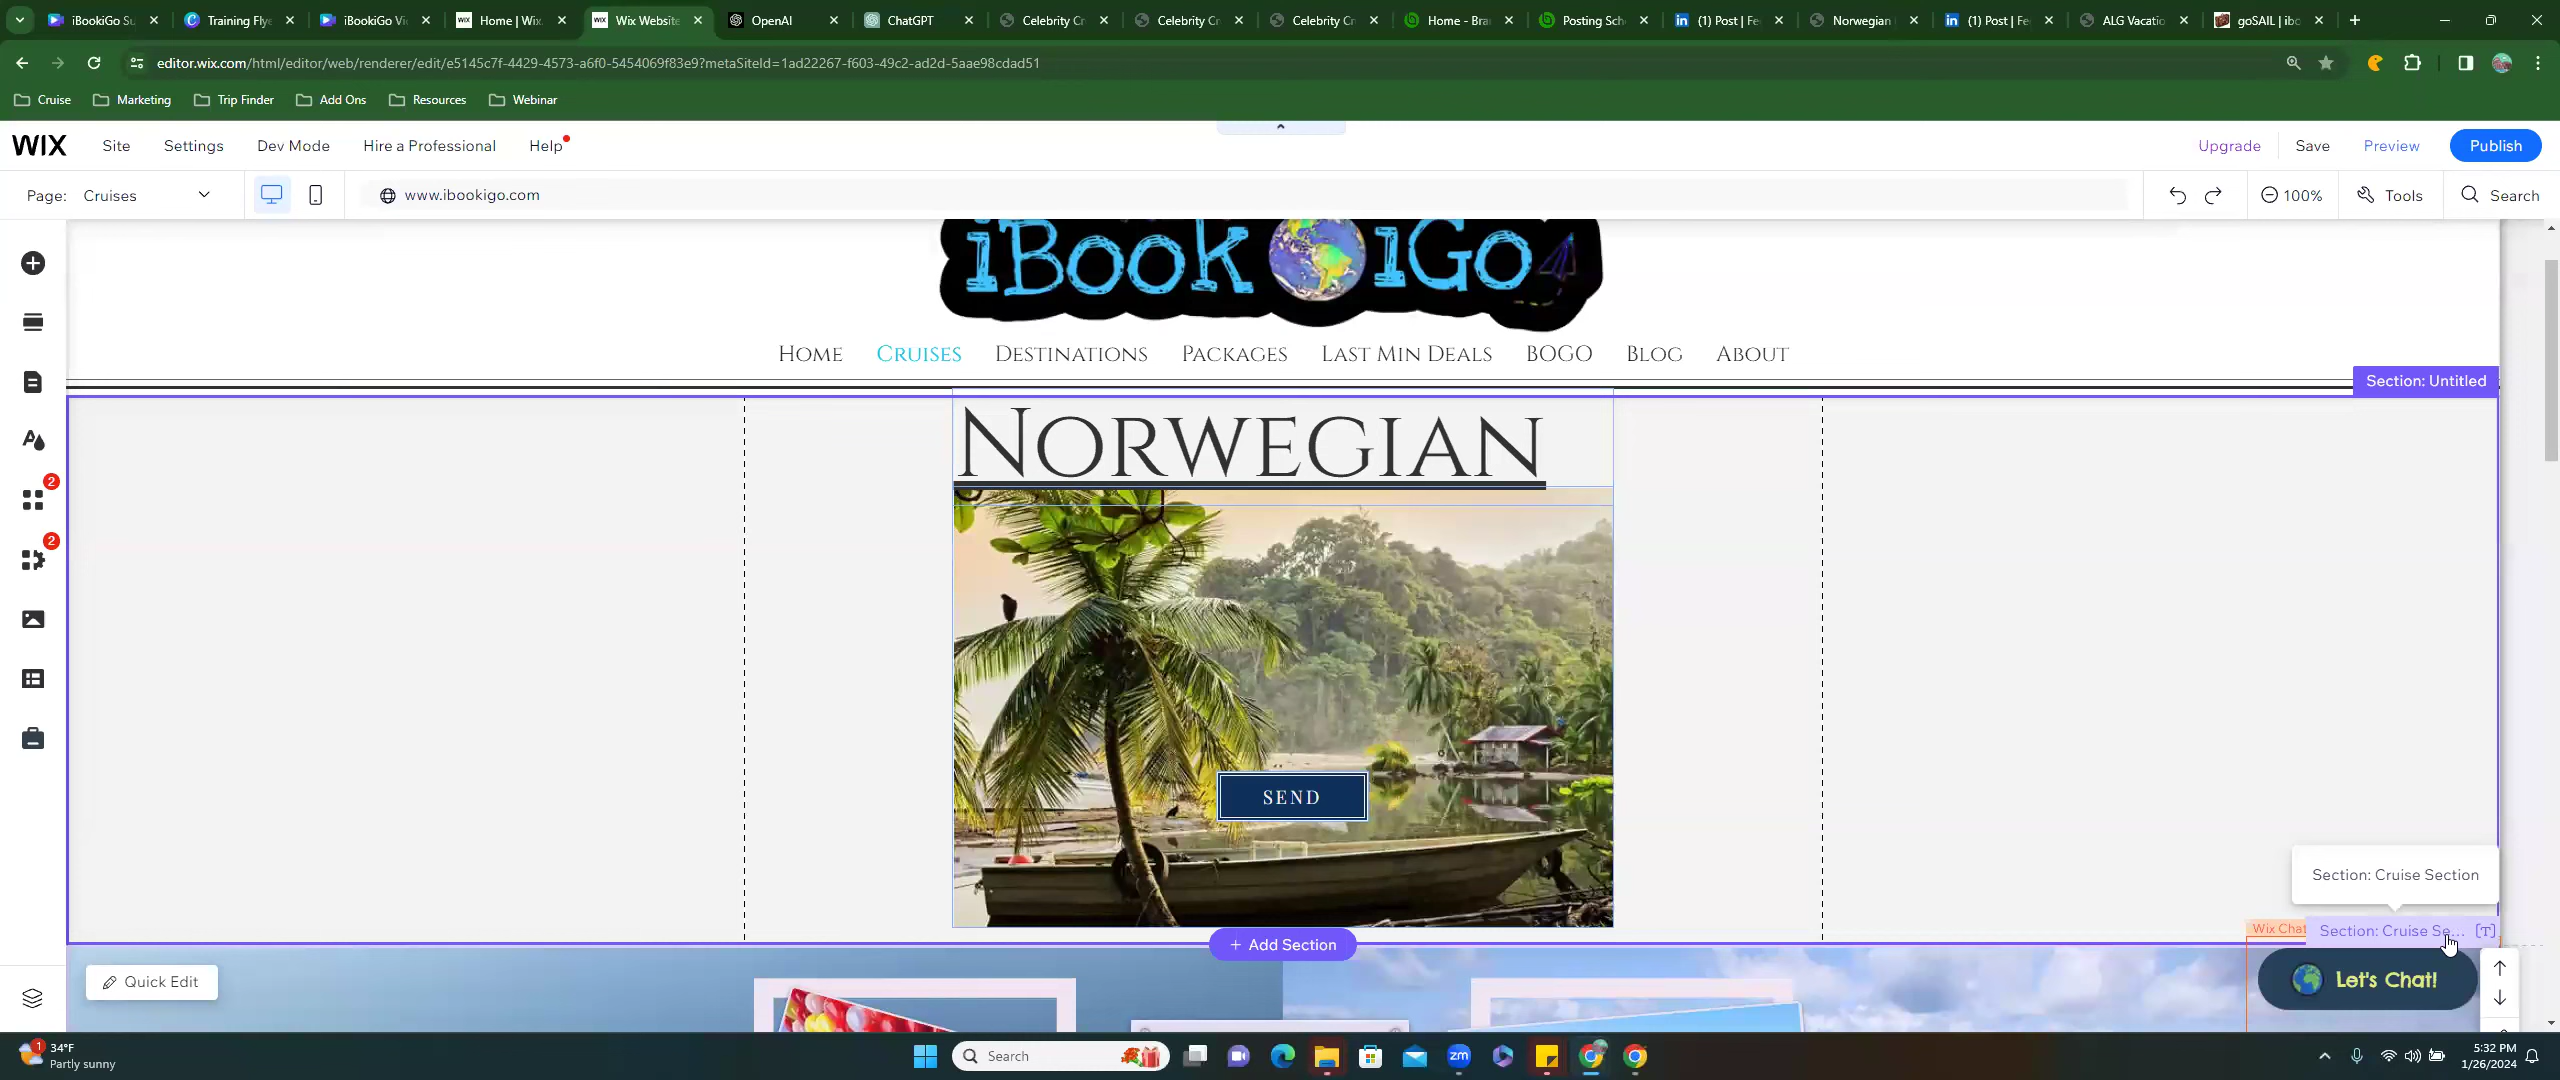 iBookiGo Su
Training Flye
iBookiGo Vi
Home | Wix.
Wix Website
OpenAI
ChatGPT
Celebrity Cr
Celebrity Cr
Celebrity Cr
Home - Bra
Posting Sch
(1) Post | Fe
Norwegian
(1) Post | Fe
ALG Vacatio
goSAIL | ibo
editor.wix.com/html/editor/web/renderer/edit/e5145c7f-4429-4573-a6f0-5454069f83e9?metaSiteId=1ad22267-f603-49c2-ad2d-5aae98cdad51
Cruise
Marketing
Trip Finder
Add Ons
Resources
Webinar
WIX
Site
Settings
Dev Mode
Hire a Professional
Help
Upgrade
Save
Preview
Publish
Page: Cruises
www.ibookigo.com
100%
Tools
Search
iBook iGo
Home
Cruises
Destinations
Packages
Last Min Deals
BOGO
Blog
About
Section: Untitled
Norwegian
2
2
SEND
Section: Cruise Section
Wix Chat
Section: Cruise Se... [T]
+ Add Section
Quick Edit
Let's Chat!
1
34°F
Partly sunny
Search
zm
5:32 PM
1/26/2024